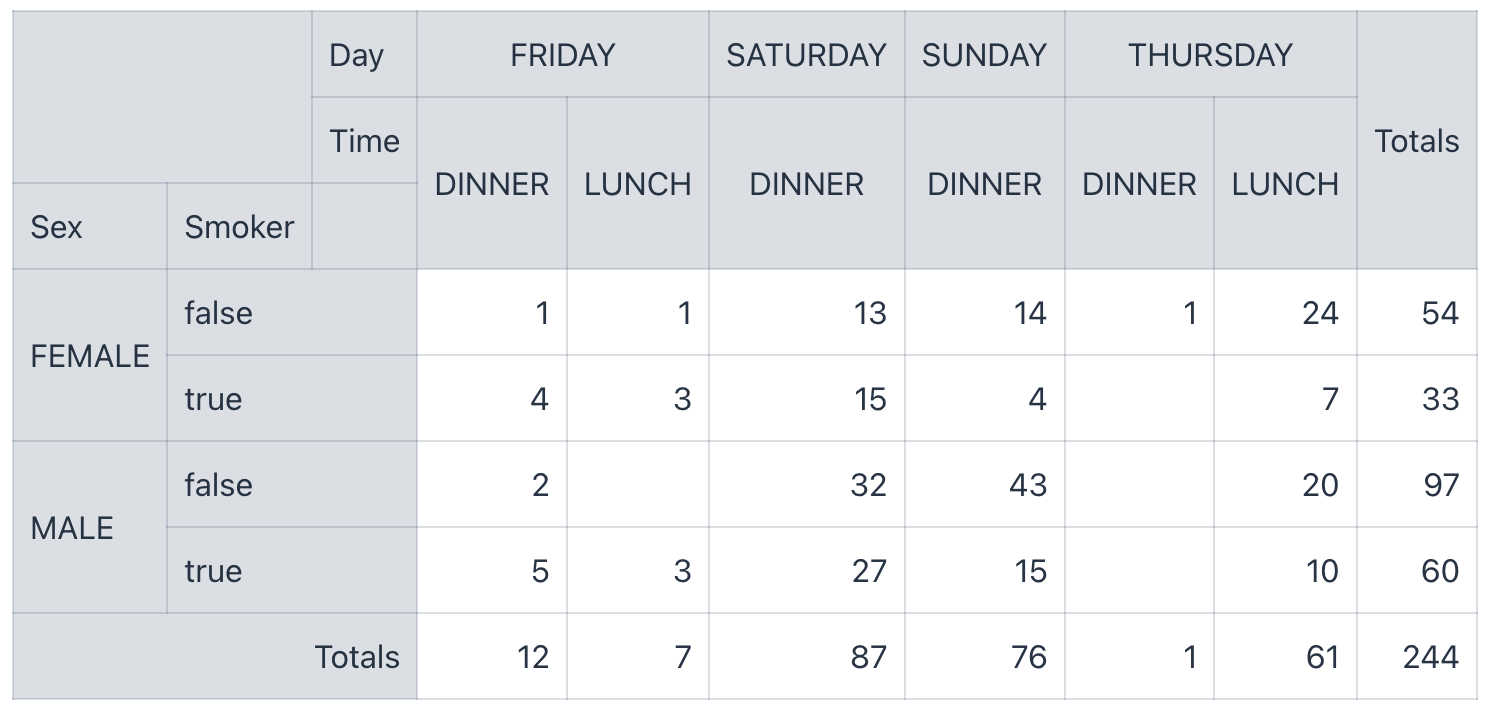 Day FRIDAY SATURDAY SUNDAY THURSDAY Totals
Time DINNER LUNCH DINNER DINNER DINNER LUNCH
Sex Smoker
FEMALE false 1 1 13 14 1 24 54
true 4 3 15 4 7 33
MALE false 2 32 43 20 97
true 5 3 27 15 10 60
Totals 12 7 87 76 1 61 244